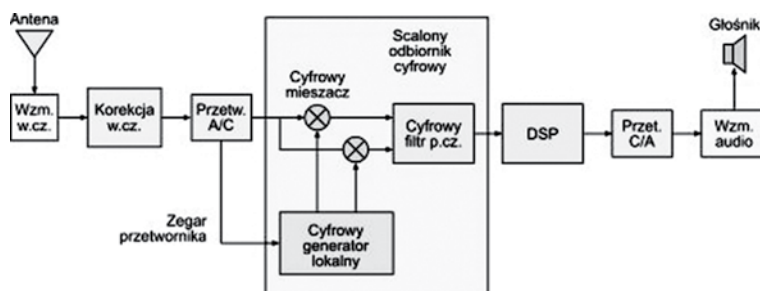 Antena
Głośnik
Scalony
odbiornik
cyfrowy
Cyfrowy
mieszacz
Wzm.
w.cz.
Korekcja
w.cz.
Przetw.
A/C
Cyfrowy
filtr p.cz.
DSP
Przet.
C/A
Wzm.
audio
Zegar
przetwornika
Cyfrowy
generator
lokalny